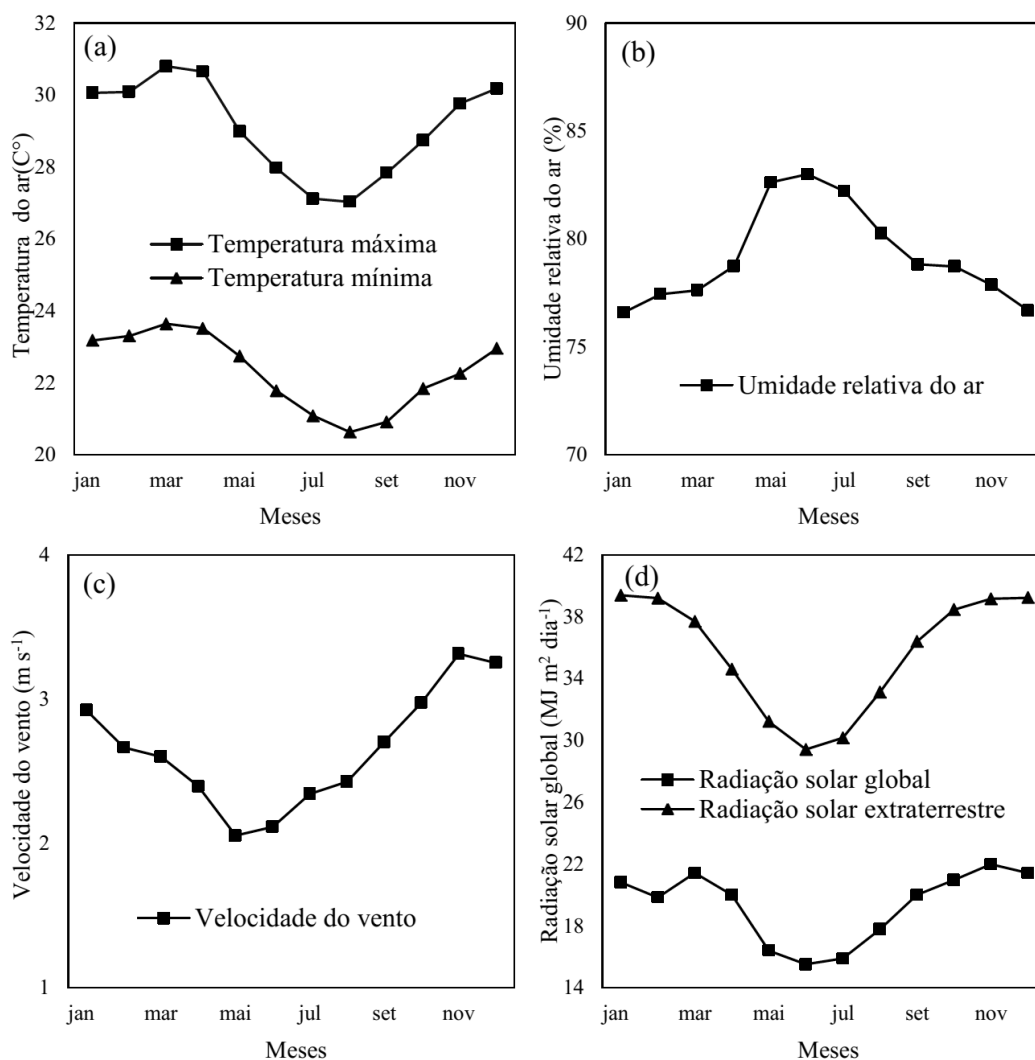 (a)
Temperatura do ar(C°)
32
30
28
26
24
22
20
Temperatura máxima
Temperatura mínima
jan mar mai jul set nov
Meses
(b)
Umidade relativa do ar (%)
90
85
80
75
70
Umidade relativa do ar
jan mar mai jul set nov
Meses
(c)
Velocidade do vento (m s⁻¹)
4
3
2
1
Velocidade do vento
jan mar mai jul set nov
Meses
(d)
Radiação solar global (MJ m² dia⁻¹)
42
38
34
30
26
22
18
14
Radiação solar global
Radiação solar extraterrestre
jan mar mai jul set nov
Meses